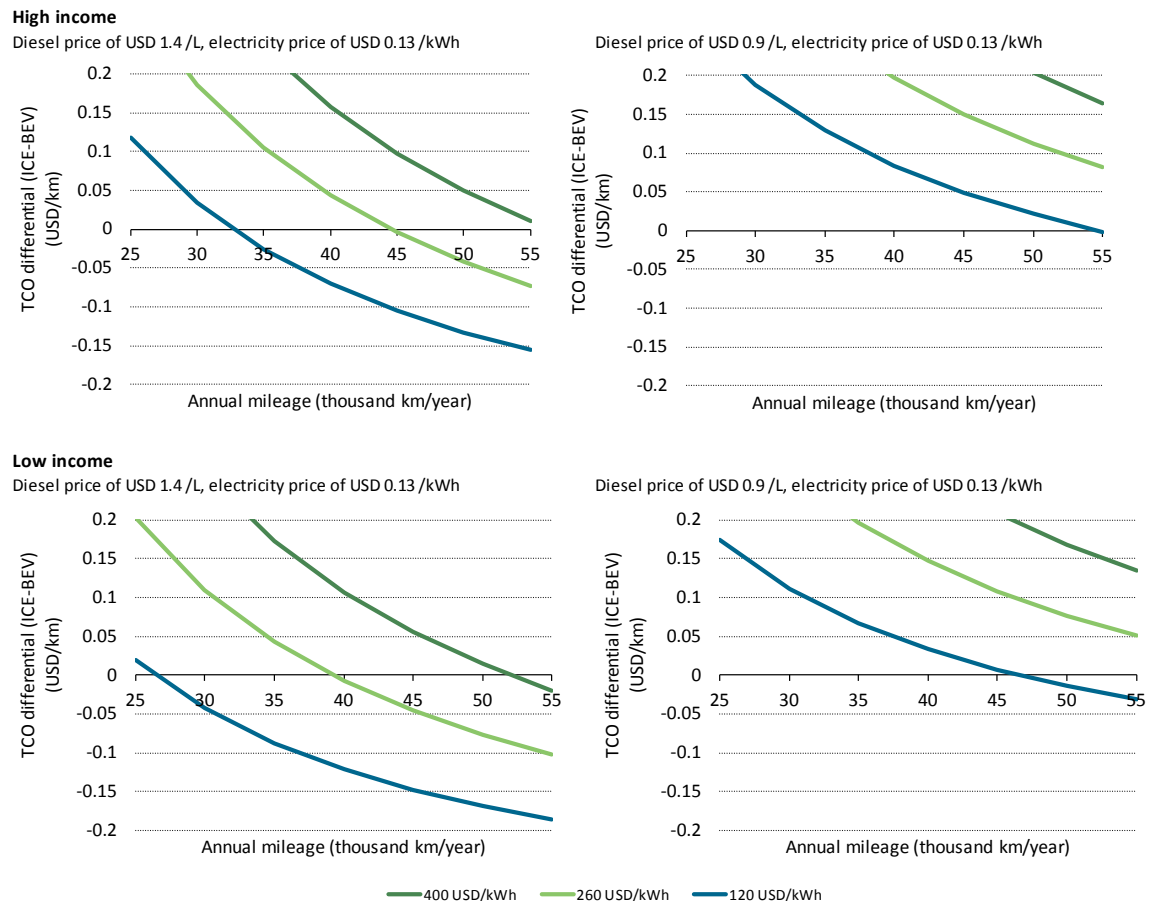 High income
Diesel price of USD 1.4 /L, electricity price of USD 0.13 /kWh
0.2
0.15
0.1
0.05
0
-0.05
-0.1
-0.15
-0.2
25 30 35 40 45 50 55
TCO differential (ICE-BEV)
(USD/km)
Annual mileage (thousand km/year)
Diesel price of USD 0.9 /L, electricity price of USD 0.13 /kWh
0.2
0.15
0.1
0.05
0
-0.05
-0.1
-0.15
-0.2
25 30 35 40 45 50 55
TCO differential (ICE-BEV)
(USD/km)
Annual mileage (thousand km/year)
Low income
Diesel price of USD 1.4 /L, electricity price of USD 0.13 /kWh
0.2
0.15
0.1
0.05
0
-0.05
-0.1
-0.15
-0.2
25 30 35 40 45 50 55
TCO differential (ICE-BEV)
(USD/km)
Annual mileage (thousand km/year)
Diesel price of USD 0.9 /L, electricity price of USD 0.13 /kWh
0.2
0.15
0.1
0.05
0
-0.05
-0.1
-0.15
-0.2
25 30 35 40 45 50 55
TCO differential (ICE-BEV)
(USD/km)
Annual mileage (thousand km/year)
400 USD/kWh 260 USD/kWh 120 USD/kWh